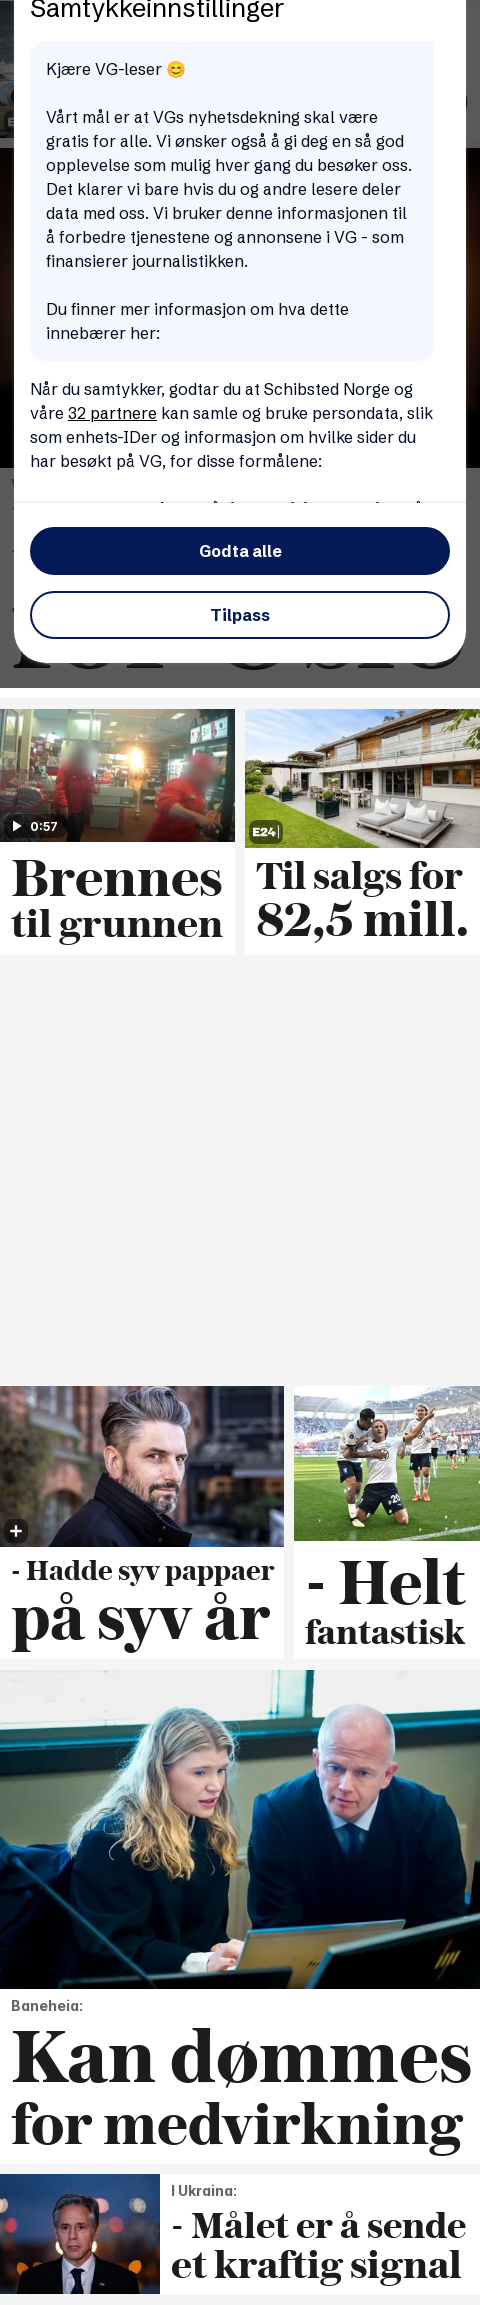 Samtykkeinnstillinger
Kjære VG-leser 😊
Vårt mål er at VGs nyhetsdekning skal være
gratis for alle. Vi ønsker også å gi deg en så god
opplevelse som mulig hver gang du besøker oss.
Det klarer vi bare hvis du og andre lesere deler
data med oss. Vi bruker denne informasjonen til
å forbedre tjenestene og annonsene i VG - som
finansierer journalistikken.
Du finner mer informasjon om hva dette
innebærer her:
Når du samtykker, godtar du at Schibsted Norge og
våre 32 partnere kan samle og bruke persondata, slik
som enhets-IDer og informasjon om hvilke sider du
har besøkt på VG, for disse formålene:
Godta alle
Tilpass
0:57
Brennes
til grunnen
E24
Til salgs for
82,5 mill.
- Hadde syv pappaer
på syv år
- Helt
fantastisk
Baneheia:
Kan dømmes
for medvirkning
I Ukraina:
- Målet er å sende
et kraftig signal